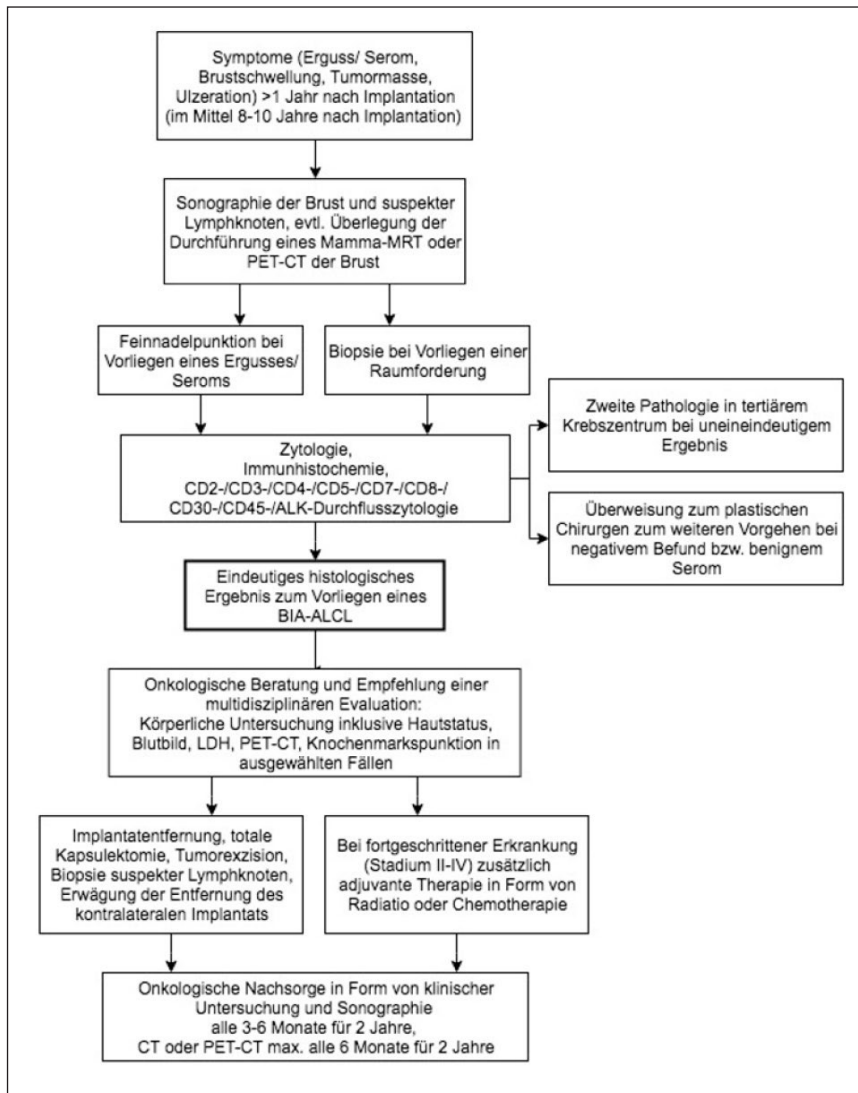 Symptome (Erguss/ Serom,
Brustschwellung, Tumormasse,
Ulzeration) >1 Jahr nach Implantation
(im Mittel 8-10 Jahre nach Implantation)
Sonographie der Brust und suspekter
Lymphknoten, evtl. Überlegung der
Durchführung eines Mamma-MRT oder
PET-CT der Brust
Feinnadelpunktion bei
Vorliegen eines Ergusses/
Seroms
Biopsie bei Vorliegen einer
Raumforderung
Zytologie,
Immunhistochemie,
CD2-/CD3-/CD4-/CD5-/CD7-/CD8-/
CD30-/CD45-/ALK-Durchflusszytologie
Zweite Pathologie in tertiärem
Krebszentrum bei uneineindeutigem
Ergebnis
Überweisung zum plastischen
Chirurgen zum weiteren Vorgehen bei
negativem Befund bzw. benignem
Serom
Eindeutiges histologisches
Ergebnis zum Vorliegen eines
BIA-ALCL
Onkologische Beratung und Empfehlung einer
multidisziplinären Evaluation:
Körperliche Untersuchung inklusive Hautstatus,
Blutbild, LDH, PET-CT, Knochenmarkspunktion in
ausgewählten Fällen
Implantatentfernung, totale
Kapsulektomie, Tumorexzision,
Biopsie suspekter Lymphknoten,
Erwägung der Entfernung des
kontralateralen Implantats
Bei fortgeschrittener Erkrankung
(Stadium II-IV) zusätzlich
adjuvante Therapie in Form von
Radiatio oder Chemotherapie
Onkologische Nachsorge in Form von klinischer
Untersuchung und Sonographie
alle 3-6 Monate für 2 Jahre,
CT oder PET-CT max. alle 6 Monate für 2 Jahre